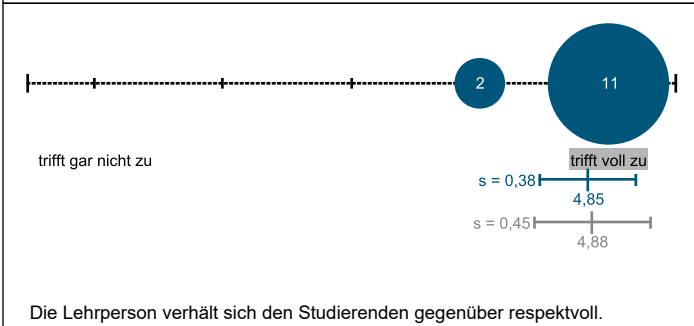 2 11
trifft gar nicht zu trifft voll zu
s = 0,38
4,85
s = 0,45
4,88
Die Lehrperson verhält sich den Studierenden gegenüber respektvoll.